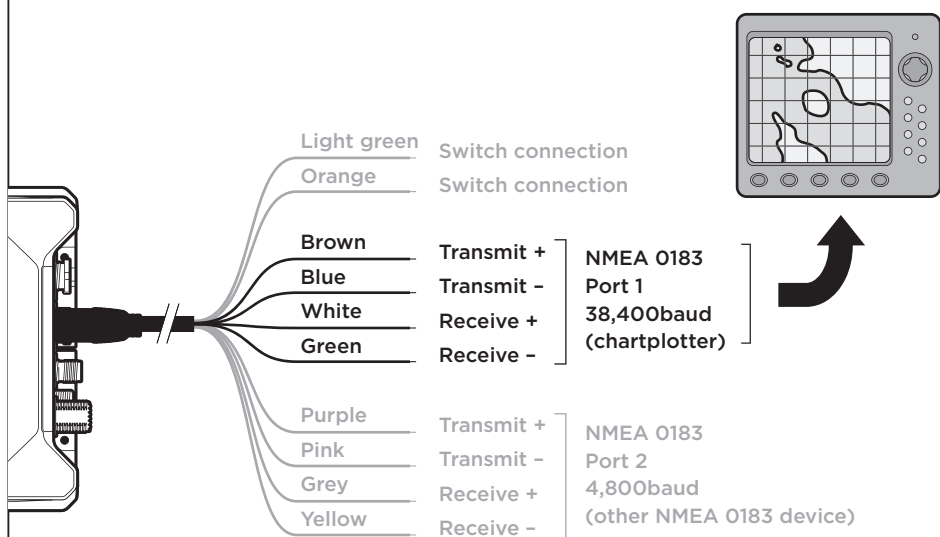 Light green Switch connection
Orange Switch connection
Brown Transmit +
Blue Transmit –
White Receive +
Green Receive –
NMEA 0183
Port 1
38,400baud
(chartplotter)
Purple Transmit +
Pink Transmit –
Grey Receive +
Yellow Receive –
NMEA 0183
Port 2
4,800baud
(other NMEA 0183 device)